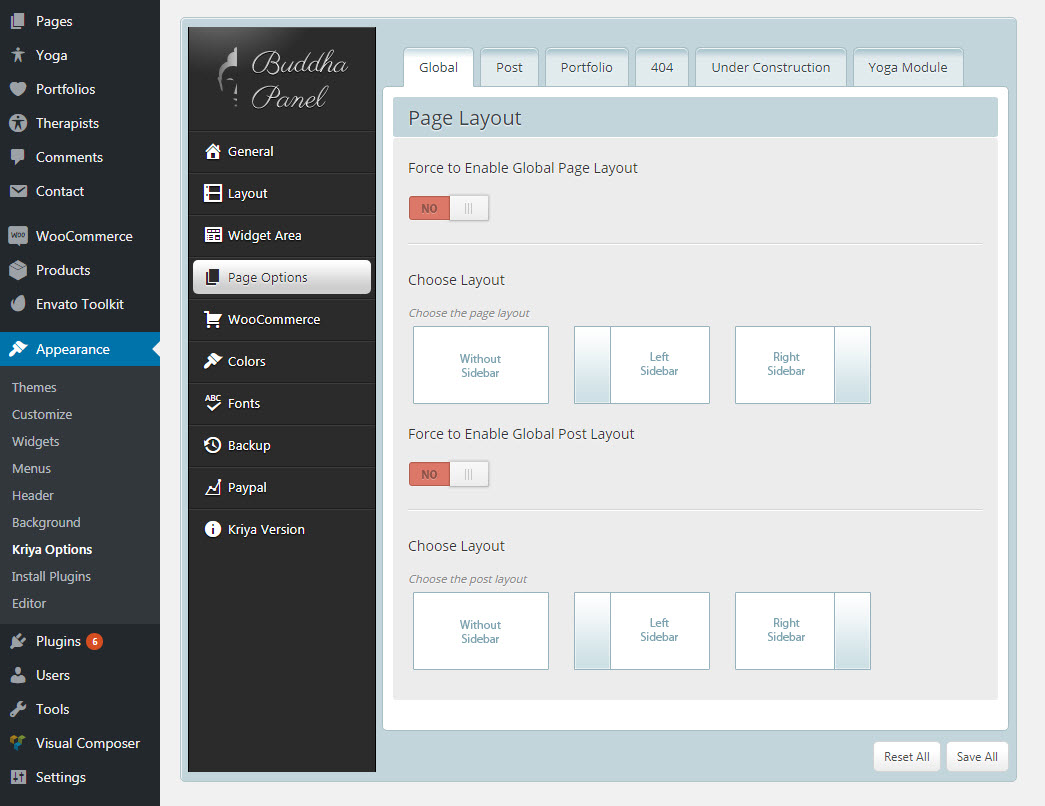 Pages
Yoga
Portfolios
Therapists
Comments
Contact
WOO WooCommerce
Products
Envato Toolkit
Appearance
Themes
Customize
Widgets
Menus
Header
Background
Kriya Options
Install Plugins
Editor
Plugins 6
Users
Tools
Visual Composer
Settings
Buddha
Panel
General
Layout
Widget Area
Page Options
WooCommerce
Colors
ABC Fonts
Backup
Paypal
Kriya Version
Global Post Portfolio 404 Under Construction Yoga Module
Page Layout
Force to Enable Global Page Layout
NO
Choose Layout
Choose the page layout
Without
Sidebar
Left
Sidebar
Right
Sidebar
Force to Enable Global Post Layout
NO
Choose Layout
Choose the post layout
Without
Sidebar
Left
Sidebar
Right
Sidebar
Reset All Save All